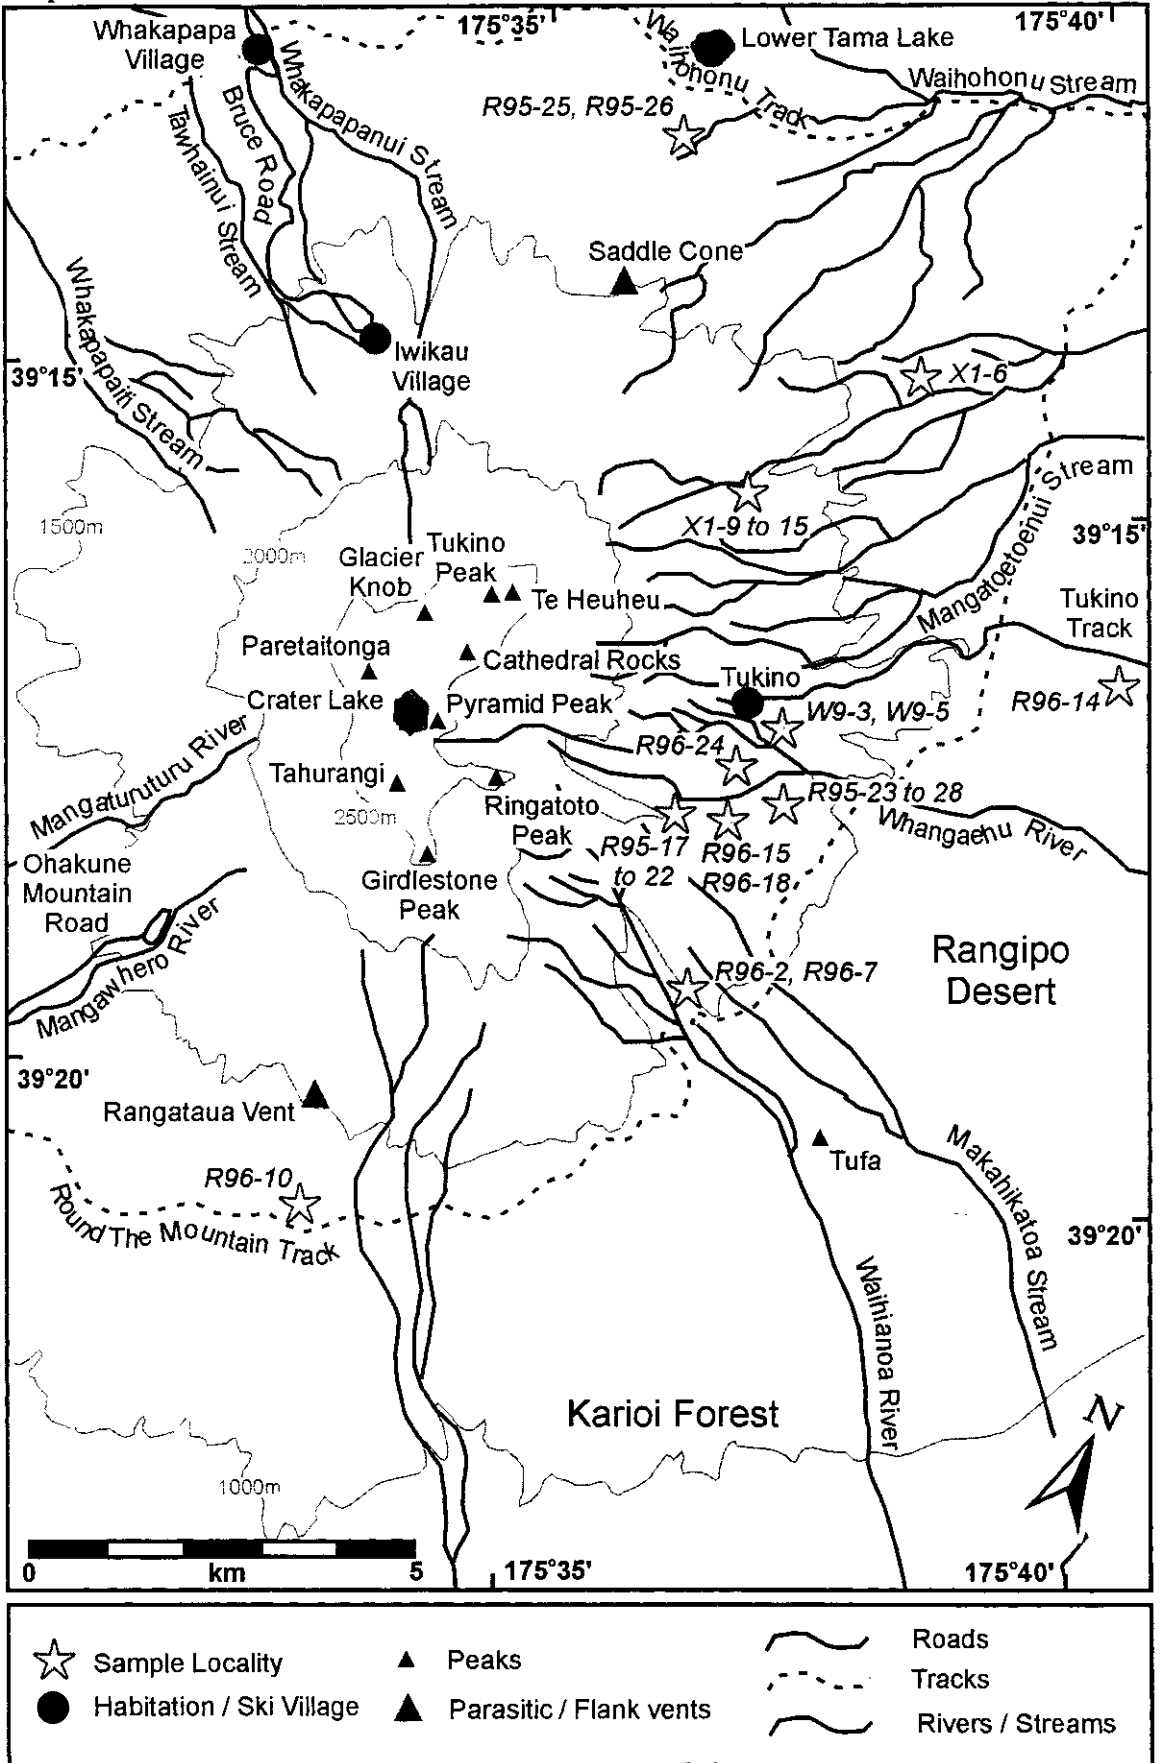 175°35'
175°40'
Whakapapa
Village
Lower Tama Lake
Waihohonu Track
Waihohonu Stream
R95-25, R95-26
Bruce Road
Whakapapanui Stream
Tawhainui Stream
Saddle Cone
Whakapapaiti Stream
39°15'
Iwikau
Village
X1-6
1500m
2000m
X1-9 to 15
Mangatoetoenui Stream
39°15'
Glacier
Knob
Tukino
Peak
Te Heuheu
Tukino
Track
Paretaitonga
Cathedral Rocks
Tukino
Crater Lake
Pyramid Peak
W9-3, W9-5
R96-14
R96-24
Mangaturuturu River
Tahurangi
2500m
Ringatoto
Peak
R95-23 to 28
Whangaehu River
R95-17
to 22
R96-15
R96-18
Ohakune
Mountain
Road
Girdlestone
Peak
Mangawhero River
Rangipo
Desert
R96-2, R96-7
39°20'
Rangataua Vent
Tufa
Makahikatoa Stream
R96-10
Round The Mountain Track
39°20'
Waihianoa River
Karioi Forest
N
1000m
0
km
5
175°35'
175°40'
Sample Locality
Peaks
Roads
Tracks
Habitation / Ski Village
Parasitic / Flank vents
Rivers / Streams